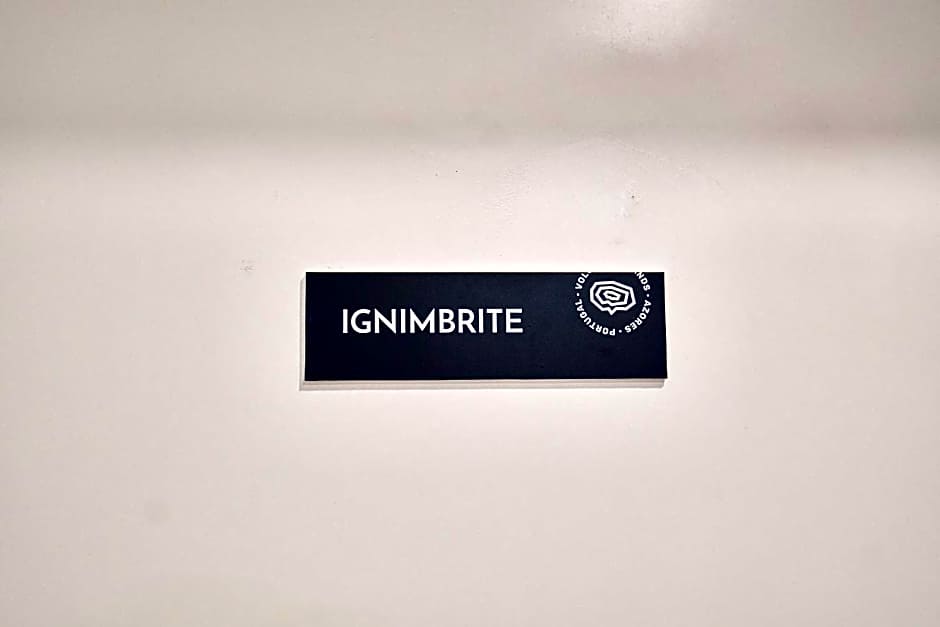 IGNIMBRITE
AZORES • PORTUGAL •